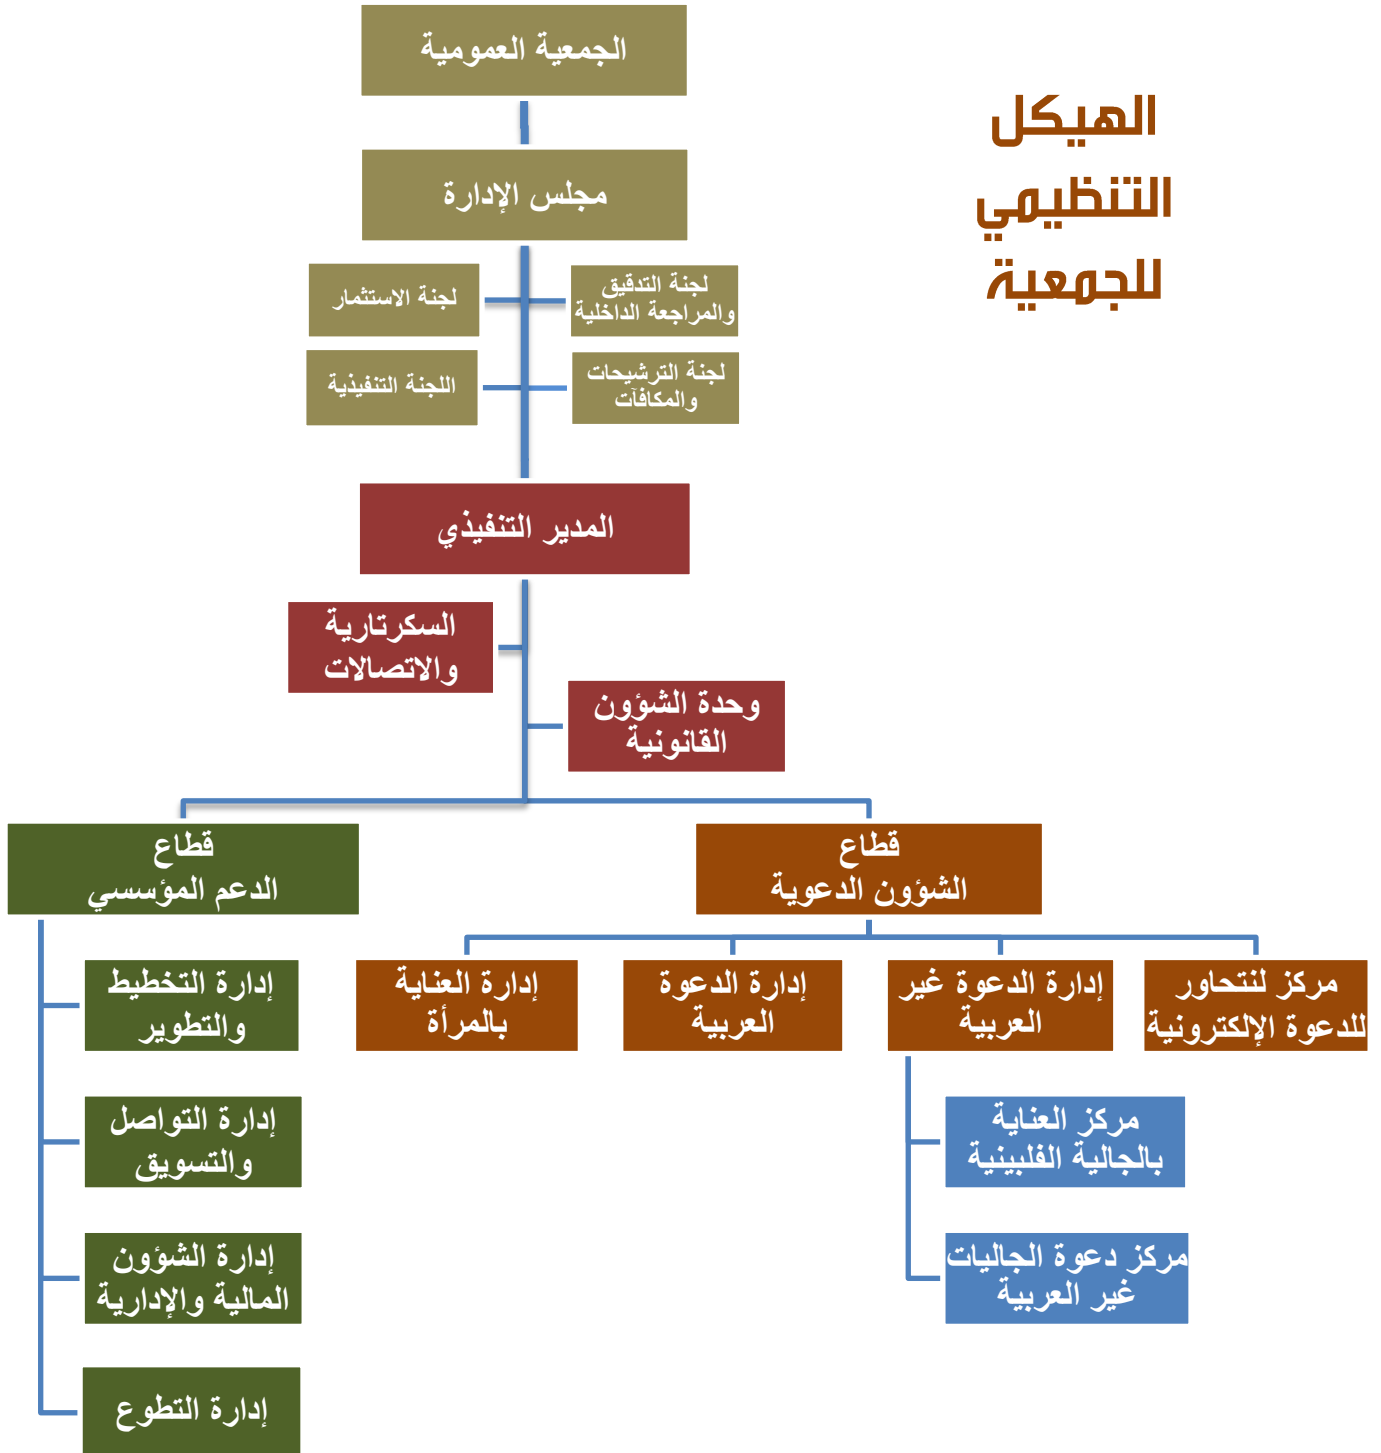 الهيكل
التنظيمي
للجمعية
الجمعية العمومية
مجلس الإدارة
لجنة التدقيق
والمراجعة الداخلية
لجنة الاستثمار
لجنة الترشيحات
والمكافآت
اللجنة التنفيذية
المدير التنفيذي
السكرتارية
والاتصالات
وحدة الشؤون
القانونية
قطاع
الشؤون الدعوية
قطاع
الدعم المؤسسي
مركز لنتحاور
للدعوة الإلكترونية
إدارة الدعوة غير
العربية
إدارة الدعوة
العربية
إدارة العناية
بالمرأة
إدارة التخطيط
والتطوير
مركز العناية
بالجالية الفلبينية
إدارة التواصل
والتسويق
مركز دعوة الجاليات
غير العربية
إدارة الشؤون
المالية والإدارية
إدارة التطوع